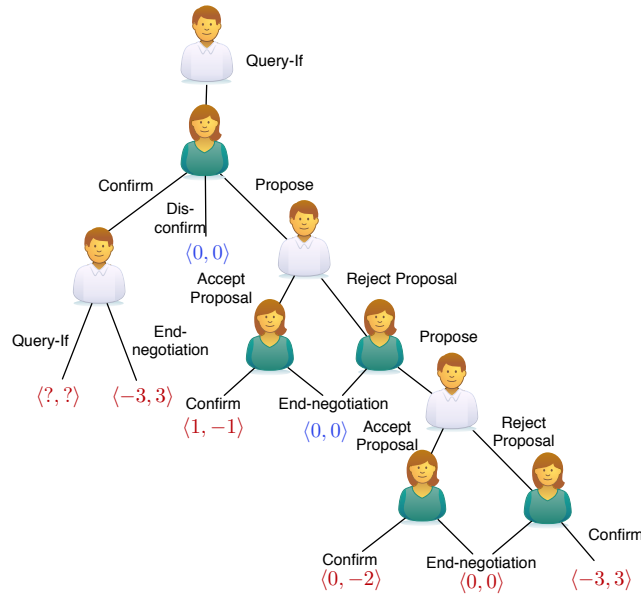 Query-If
Confirm
Dis-
confirm
Propose
⟨0, 0⟩
Accept
Proposal
Reject Proposal
Query-If
End-
negotiation
Propose
⟨?, ?⟩
⟨−3, 3⟩
Confirm
⟨1, −1⟩
End-negotiation
⟨0, 0⟩
Accept
Proposal
Reject
Proposal
Confirm
Confirm
⟨0, −2⟩
End-negotiation
⟨0, 0⟩
⟨−3, 3⟩